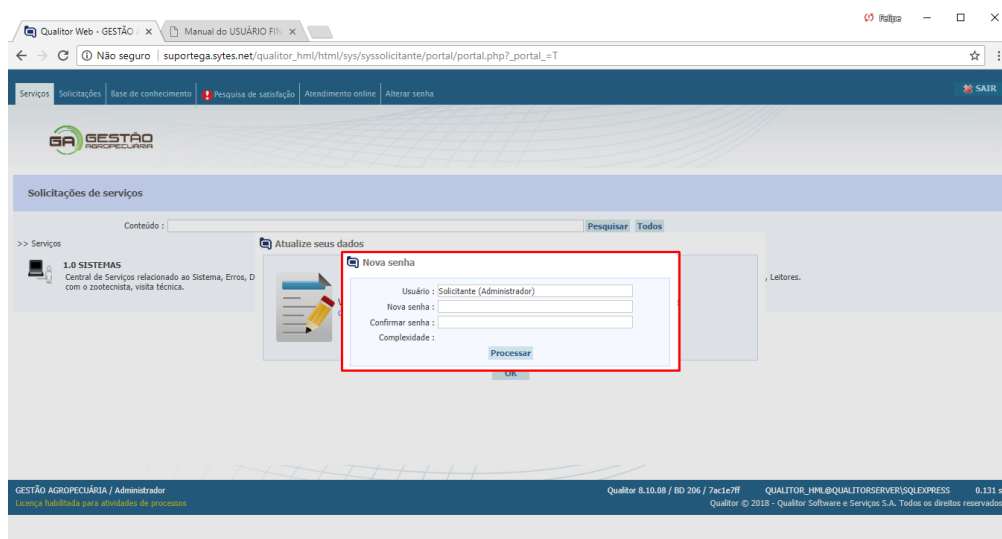 Felipe
Qualitor Web - GESTÃO
Manual do USUÁRIO FIN
Não seguro | suportega.sytes.net/qualitor_hml/html/sys/syssolicitante/portal/portal.php?_portal_=T
Serviços Solicitações Base de conhecimento Pesquisa de satisfação Atendimento online Alterar senha SAIR
GA GESTÃO
AGROPECUÁRIA
Solicitações de serviços
Conteúdo : Pesquisar Todos
>> Serviços
Atualize seus dados
1.0 SISTEMAS
Central de Serviços relacionado ao Sistema, Erros, D , Leitores.
com o zootecnista, visita técnica.
Nova senha
Usuário : Solicitante (Administrador)
Nova senha :
Confirmar senha :
Complexidade :
Processar
OK
GESTÃO AGROPECUÁRIA / Administrador Qualitor 8.10.08 / BD 206 / 7ac1e7ff QUALITOR_HML@QUALITORSERVER\SQLEXPRESS 0.131 s
Licença habilitada para atividades de processos Qualitor © 2018 - Qualitor Software e Serviços S.A. Todos os direitos reservados